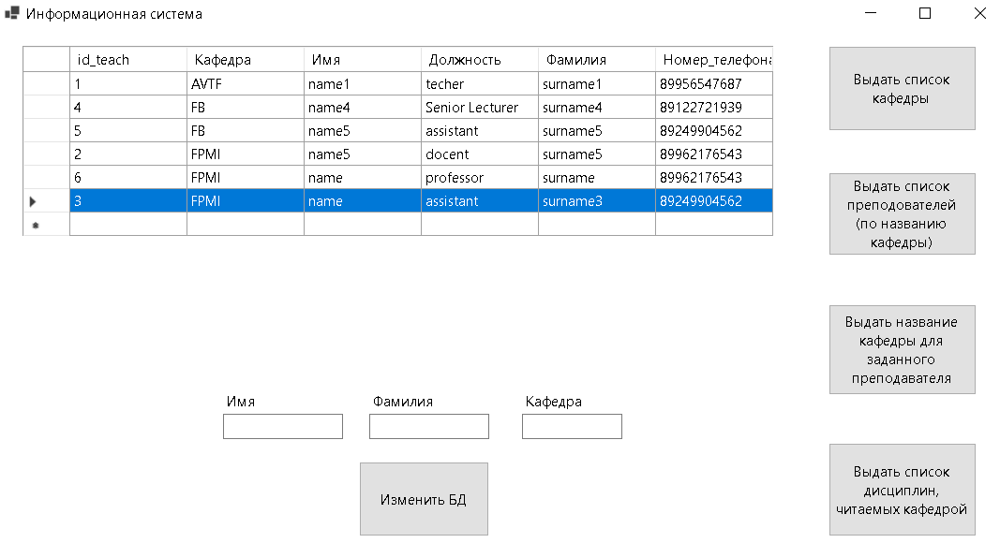 Информационная система
id_teach Кафедра Имя Должность Фамилия Номер_телефона
1 AVTF name1 techer surname1 89956547687
4 FB name4 Senior Lecturer surname4 89122721939
5 FB name5 assistant surname5 89249904562
2 FPMI name5 docent surname5 89962176543
6 FPMI name professor surname 89962176543
3 FPMI name assistant surname3 89249904562
Выдать список
кафедры
Выдать список
преподователей
(по названию
кафедры)
Выдать название
кафедры для
заданного
преподавателя
Выдать список
дисциплин,
читаемых кафедрой
Имя Фамилия Кафедра
Изменить БД